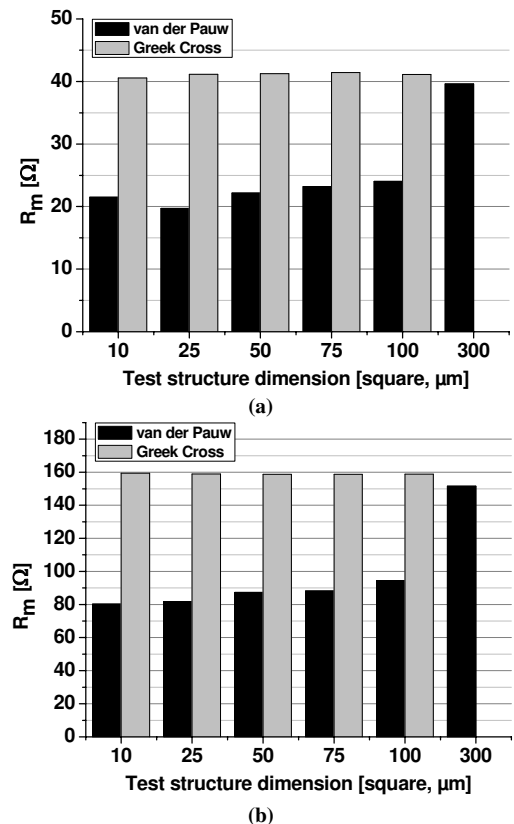 50
van der Pauw
Greek Cross
40
30
20
10
0
R_m [Ω]
10 25 50 75 100 300
Test structure dimension [square, µm]
(a)
180
van der Pauw
Greek Cross
160
140
120
100
80
60
40
20
0
R_m [Ω]
10 25 50 75 100 300
Test structure dimension [square, µm]
(b)